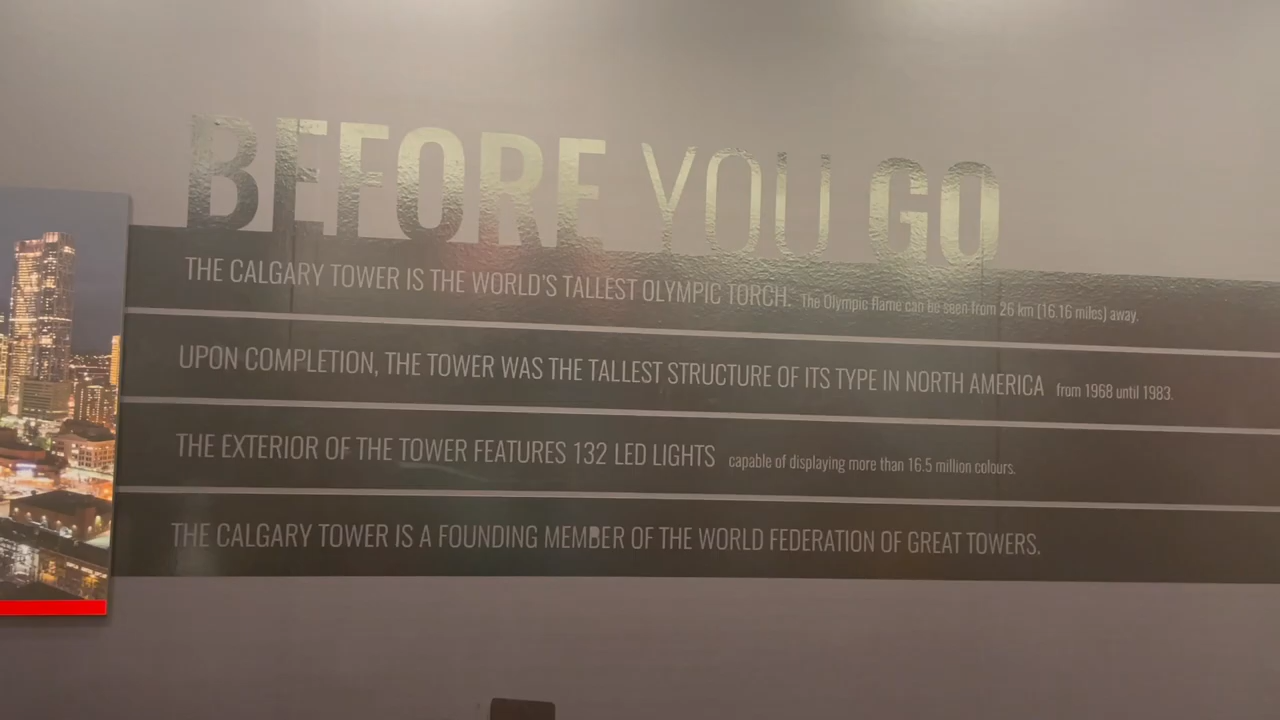 BEFORE YOU GO
THE CALGARY TOWER IS THE WORLD'S TALLEST OLYMPIC TORCH. The Olympic flame can be seen from 26 km (16.16 miles) away.
UPON COMPLETION, THE TOWER WAS THE TALLEST STRUCTURE OF ITS TYPE IN NORTH AMERICA from 1968 until 1983.
THE EXTERIOR OF THE TOWER FEATURES 132 LED LIGHTS capable of displaying more than 16.5 million colours.
THE CALGARY TOWER IS A FOUNDING MEMBER OF THE WORLD FEDERATION OF GREAT TOWERS.